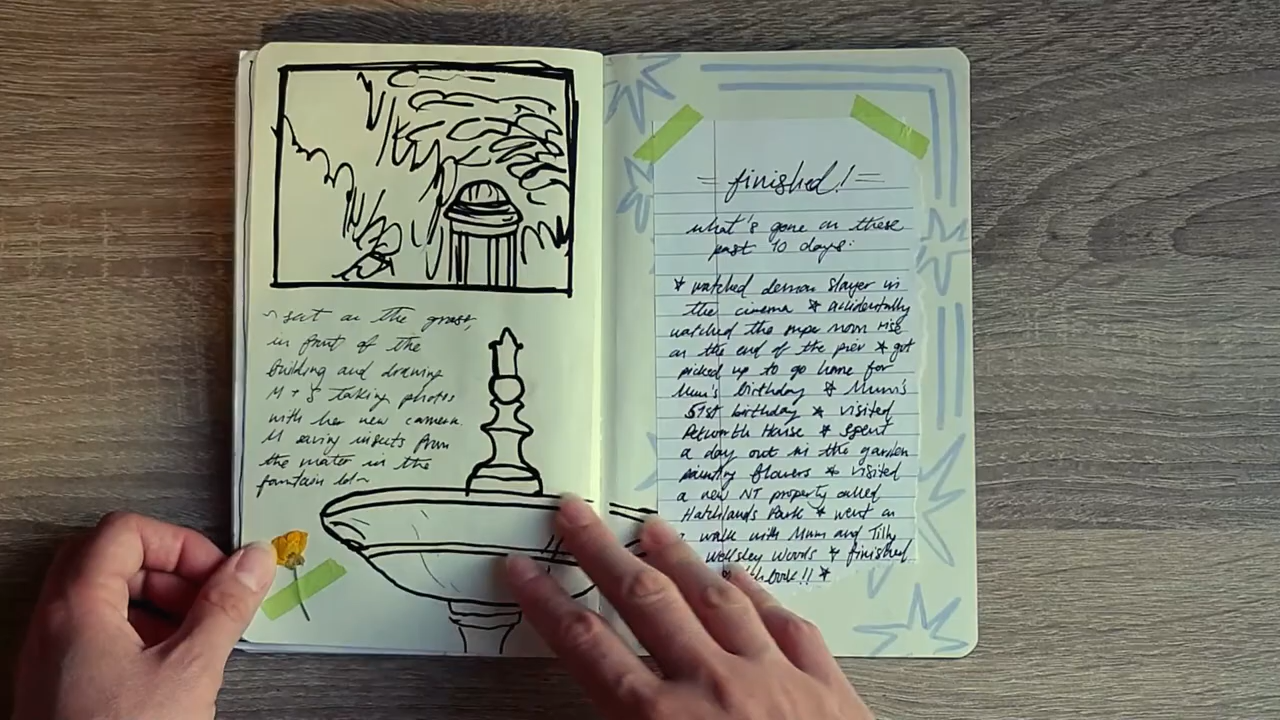 ~ sat on the grass,
in front of the
building and drawing
M + S taking photos
with her new camera.
M saving insects from
the water in the
fountain lol~
= finished! =
what's gone on these
past 10 days:
* watched demon slayer in
the cinema * accidentally
watched the super moon rise
on the end of the pier * got
picked up to go home for
Mum's birthday * Mum's
51st birthday * visited
Petworth House * spent
a day out in the garden
painting flowers * visited
a new NT property called
Hatchlands Park * went on
a walk with Mum and Tilly
Wellsley Woods * finished
!! *